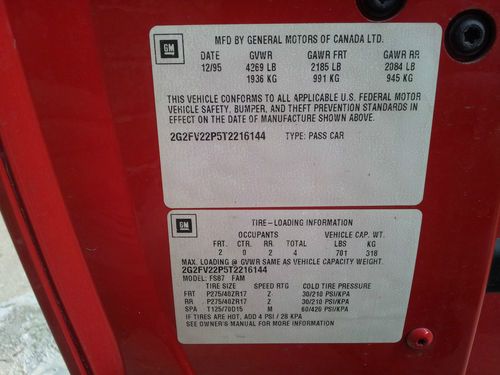 GM
MFD BY GENERAL MOTORS OF CANADA LTD.
DATE GVWR GAWR FRT GAWR RR
12/95 4269 LB 2185 LB 2084 LB
1936 KG 991 KG 945 KG
THIS VEHICLE CONFORMS TO ALL APPLICABLE U.S. FEDERAL MOTOR
VEHICLE SAFETY, BUMPER, AND THEFT PREVENTION STANDARDS IN
EFFECT ON THE DATE OF MANUFACTURE SHOWN ABOVE.
2G2FV22P5T2216144 TYPE: PASS CAR
GM
TIRE-LOADING INFORMATION
OCCUPANTS VEHICLE CAP. WT.
FRT. CTR. RR. TOTAL LBS KG
2 0 2 4 701 318
MAX. LOADING @ GVWR SAME AS VEHICLE CAPACITY WEIGHT.
2G2FV22P5T2216144
MODEL: FS87 FAM
TIRE SIZE SPEED RTG COLD TIRE PRESSURE
FRT P275/40ZR17 Z 30/210 PSI/KPA
RR P275/40ZR17 Z 30/210 PSI/KPA
SPA T125/70D15 M 60/420 PSI/KPA
IF TIRES ARE HOT, ADD 4 PSI / 28 KPA
SEE OWNER'S MANUAL FOR MORE INFORMATION.